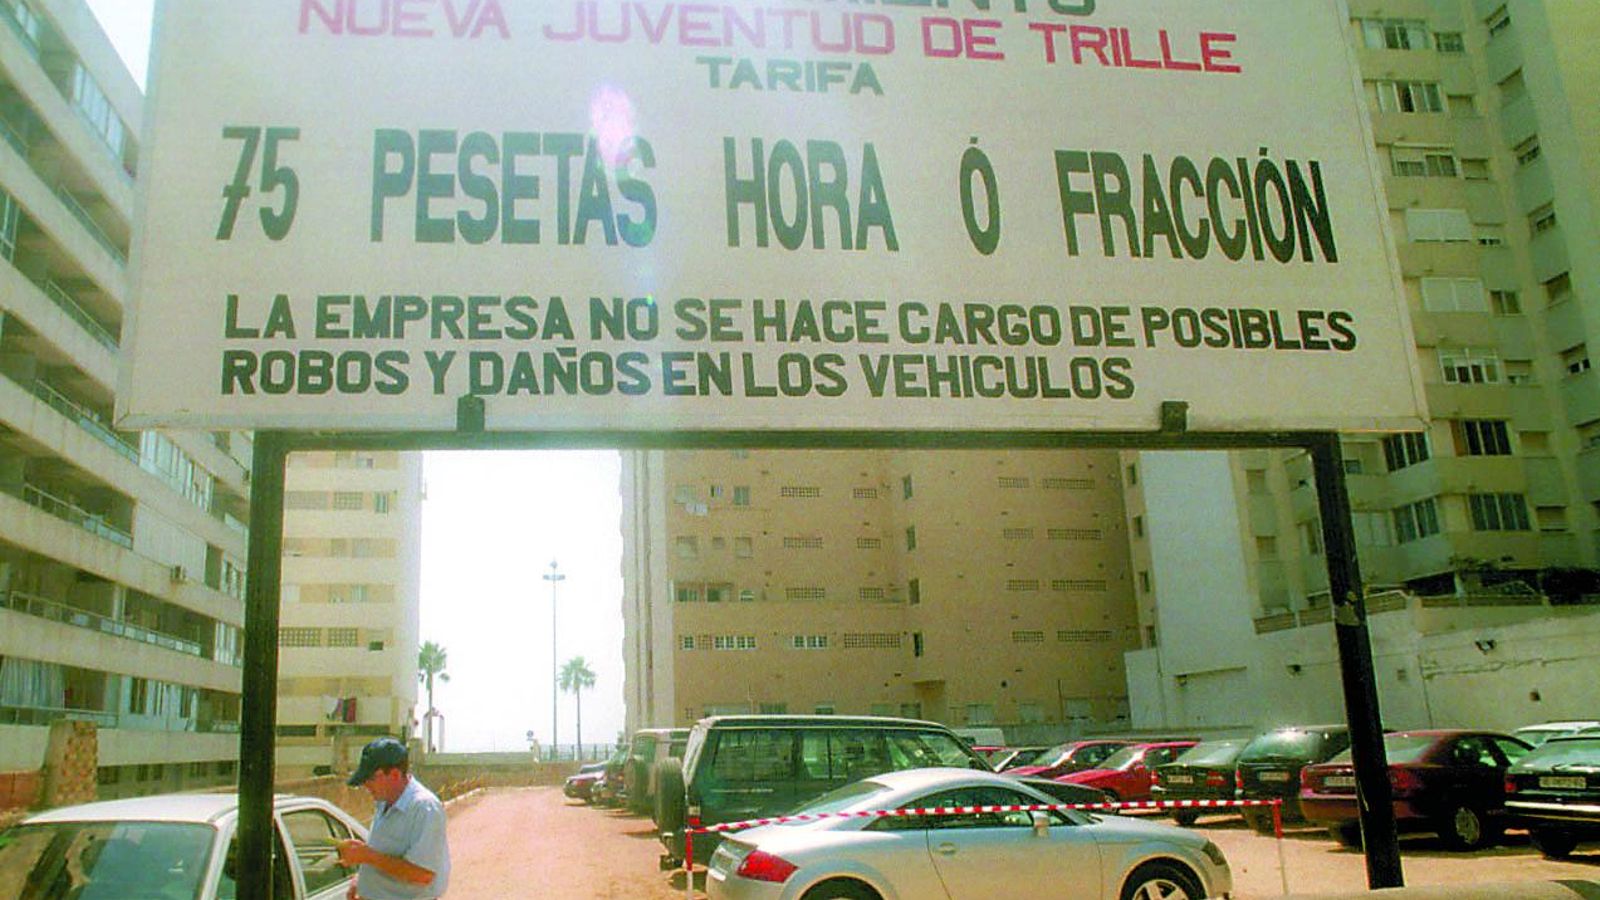 NUEVA JUVENTUD DE TRILLE
TARIFA
75 PESETAS HORA Ó FRACCIÓN
LA EMPRESA NO SE HACE CARGO DE POSIBLES
ROBOS Y DAÑOS EN LOS VEHICULOS